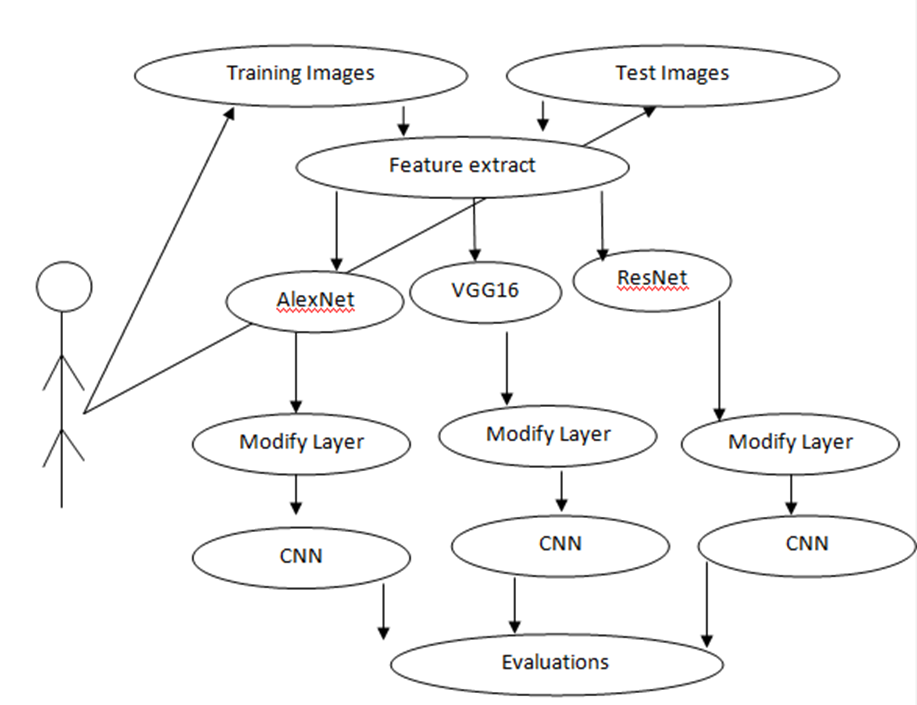 Training Images
Test Images
Feature extract
AlexNet
VGG16
ResNet
Modify Layer
Modify Layer
Modify Layer
CNN
CNN
CNN
Evaluations